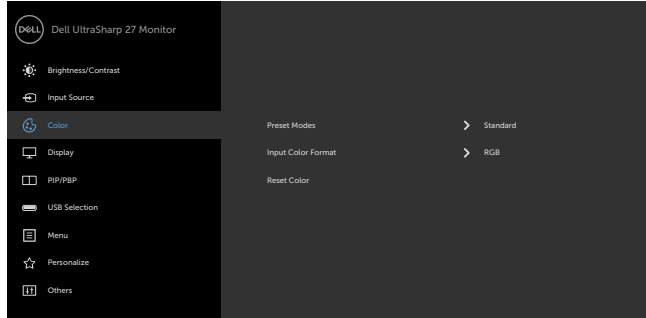 DELL Dell UltraSharp 27 Monitor
Brightness/Contrast
Input Source
Color
Preset Modes Standard
Display
Input Color Format RGB
PIP/PBP
Reset Color
USB Selection
Menu
Personalize
Others